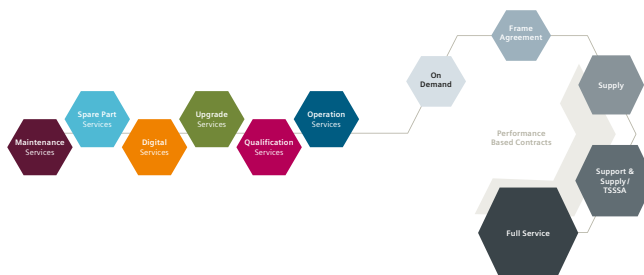 Maintenance
Services
Spare Part
Services
Digital
Services
Upgrade
Services
Qualification
Services
Operation
Services
On
Demand
Frame
Agreement
Supply
Support &
Supply /
TSSSA
Full Service
Performance
Based Contracts